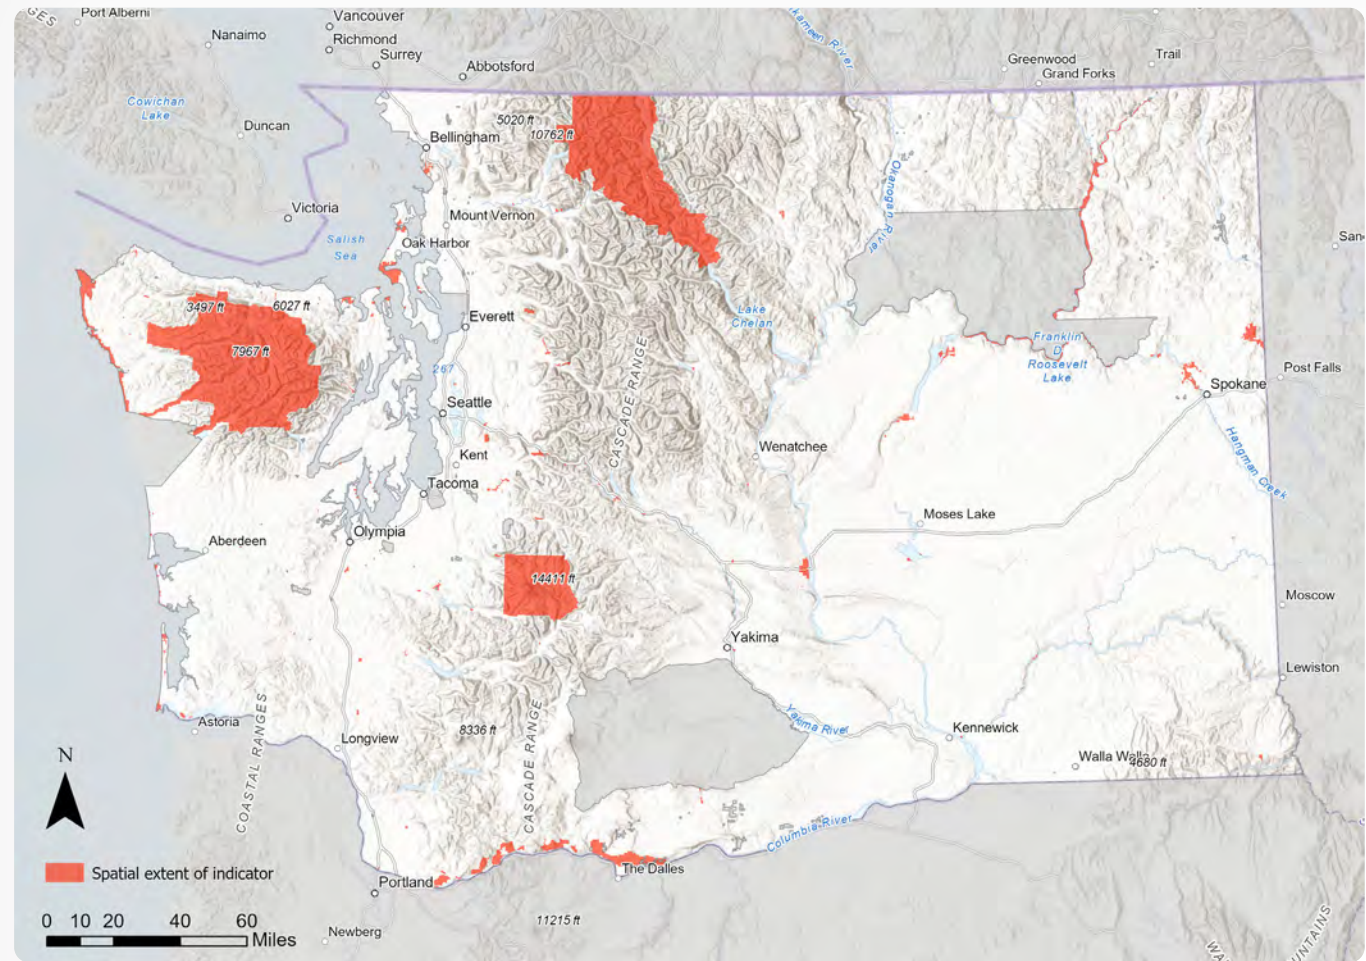 GES
Port Alberni
Nanaimo
Vancouver
Richmond
Surrey
Abbotsford
kameen River
Greenwood
Grand Forks
Trail
Cowichan
Lake
Duncan
Bellingham
5020 ft
10762 ft
Victoria
Salish
Sea
Mount Vernon
Oak Harbor
Okanogan River
San
3497 ft
6027 ft
7967 ft
Everett
267
Lake
Chelan
CASCADE RANGE
Franklin
D
Roosevelt
Lake
Post Falls
Spokane
Seattle
Kent
Tacoma
Wenatchee
Hangman Creek
Moses Lake
Olympia
Aberdeen
14411 ft
Moscow
Yakima
Lewiston
Astoria
COASTAL RANGES
Longview
8336 ft
CASCADE RANGE
Yakima River
Kennewick
Walla Walla
4680 ft
Columbia River
N
Spatial extent of indicator
Portland
The Dalles
11215 ft
Newberg
0 10 20 40 60
Miles
WA
UNTAINS